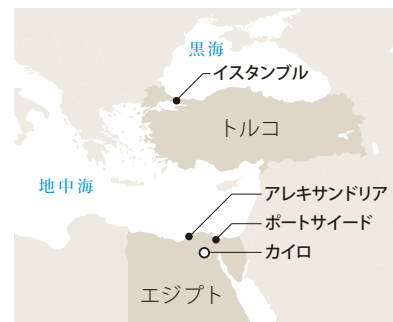 黒海
イスタンブル
トルコ
地中海
アレキサンドリア
ポートサイード
カイロ
エジプト